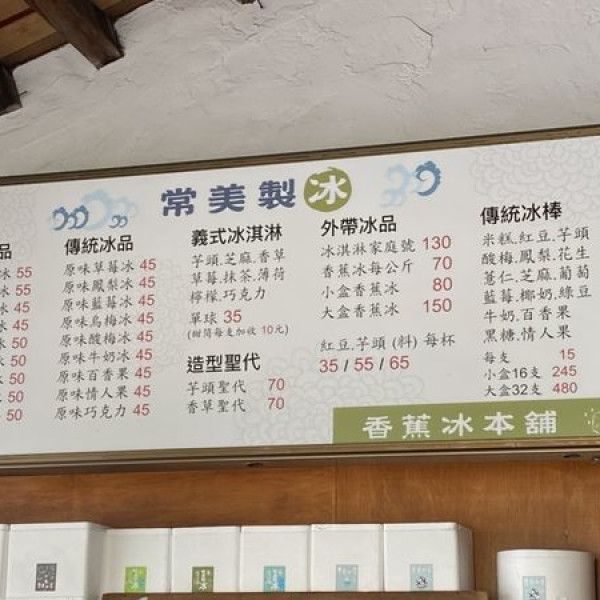 常美製冰
品
冰 55
冰 55
冰 45
冰 45
冰 50
冰 50
冰 50
冰 50
傳統冰品
原味草莓冰 45
原味鳳梨冰 45
原味藍莓冰 45
原味烏梅冰 45
原味酸梅冰 45
原味牛奶冰 45
原味百香果 45
原味情人果 45
原味巧克力 45
義式冰淇淋
芋頭.芝麻.香草
草莓.抹茶.薄荷
檸檬.巧克力
單球 35
(甜筒每支加收 10元)
造型聖代
芋頭聖代 70
香草聖代 70
外帶冰品
冰淇淋家庭號 130
香蕉冰每公斤 70
小盒香蕉冰 80
大盒香蕉冰 150
紅豆.芋頭 (料) 每杯
35 / 55 / 65
傳統冰棒
米糕.紅豆.芋頭
酸梅.鳳梨.花生
薏仁.芝麻.葡萄
藍莓.椰奶.綠豆
牛奶.百香果
黑糖.情人果
每支 15
小盒16支 245
大盒32支 480
香蕉冰本舖